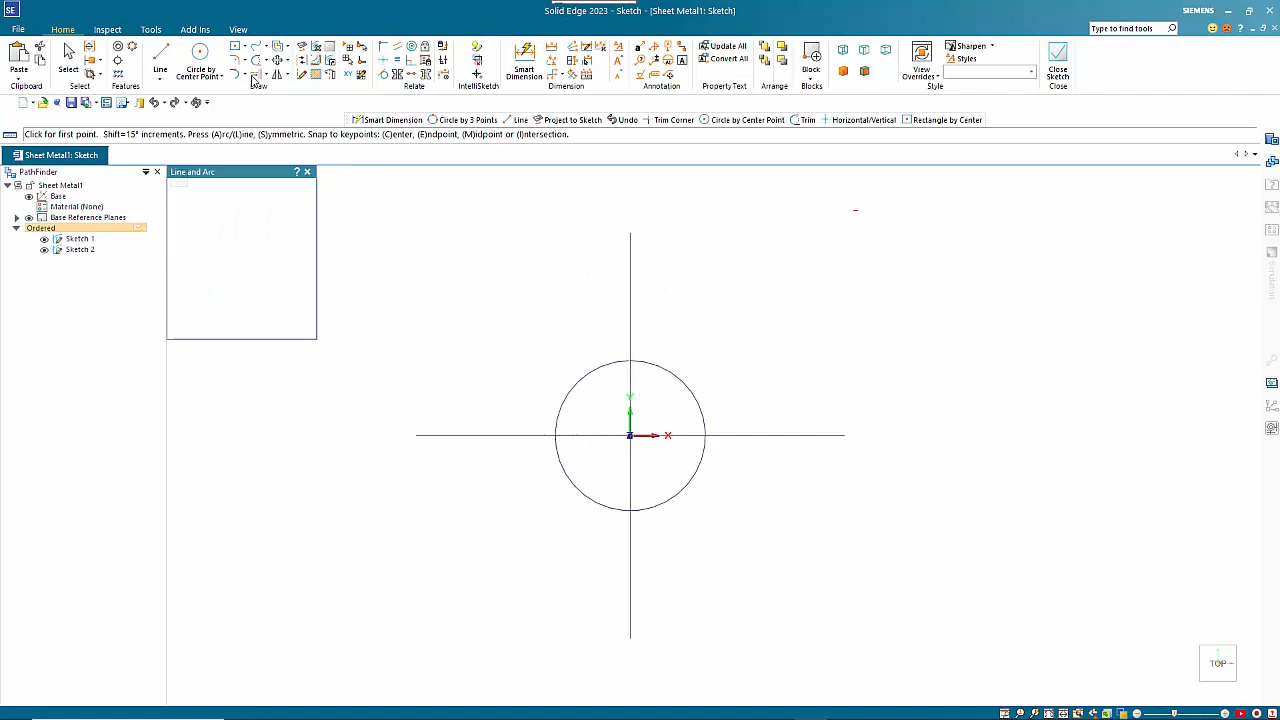 SE
Solid Edge 2023 - Sketch - [Sheet Metal1: Sketch]
SIEMENS
File Home Inspect Tools Add Ins View
Type to find tools
Paste Select Line Circle by Center Point Smart Dimension Update All Convert All Block View Overrides Sharpen Styles Close Sketch
Clipboard Select Features Draw Relate IntelliSketch Dimension Annotation Property Text Arrange Blocks Style Close
Smart Dimension Circle by 3 Points Line Project to Sketch Undo Trim Corner Circle by Center Point Trim Horizontal/Vertical Rectangle by Center
Click for first point. Shift=15° increments. Press (A)rc/(L)ine, (S)ymmetric. Snap to keypoints: (C)enter, (E)ndpoint, (M)idpoint or (I)ntersection.
Sheet Metal1: Sketch
PathFinder
Line and Arc
Sheet Metal1
Base
Material (None)
Base Reference Planes
Ordered
Sketch 1
Sketch 2
Simulation
Y
X
TOP